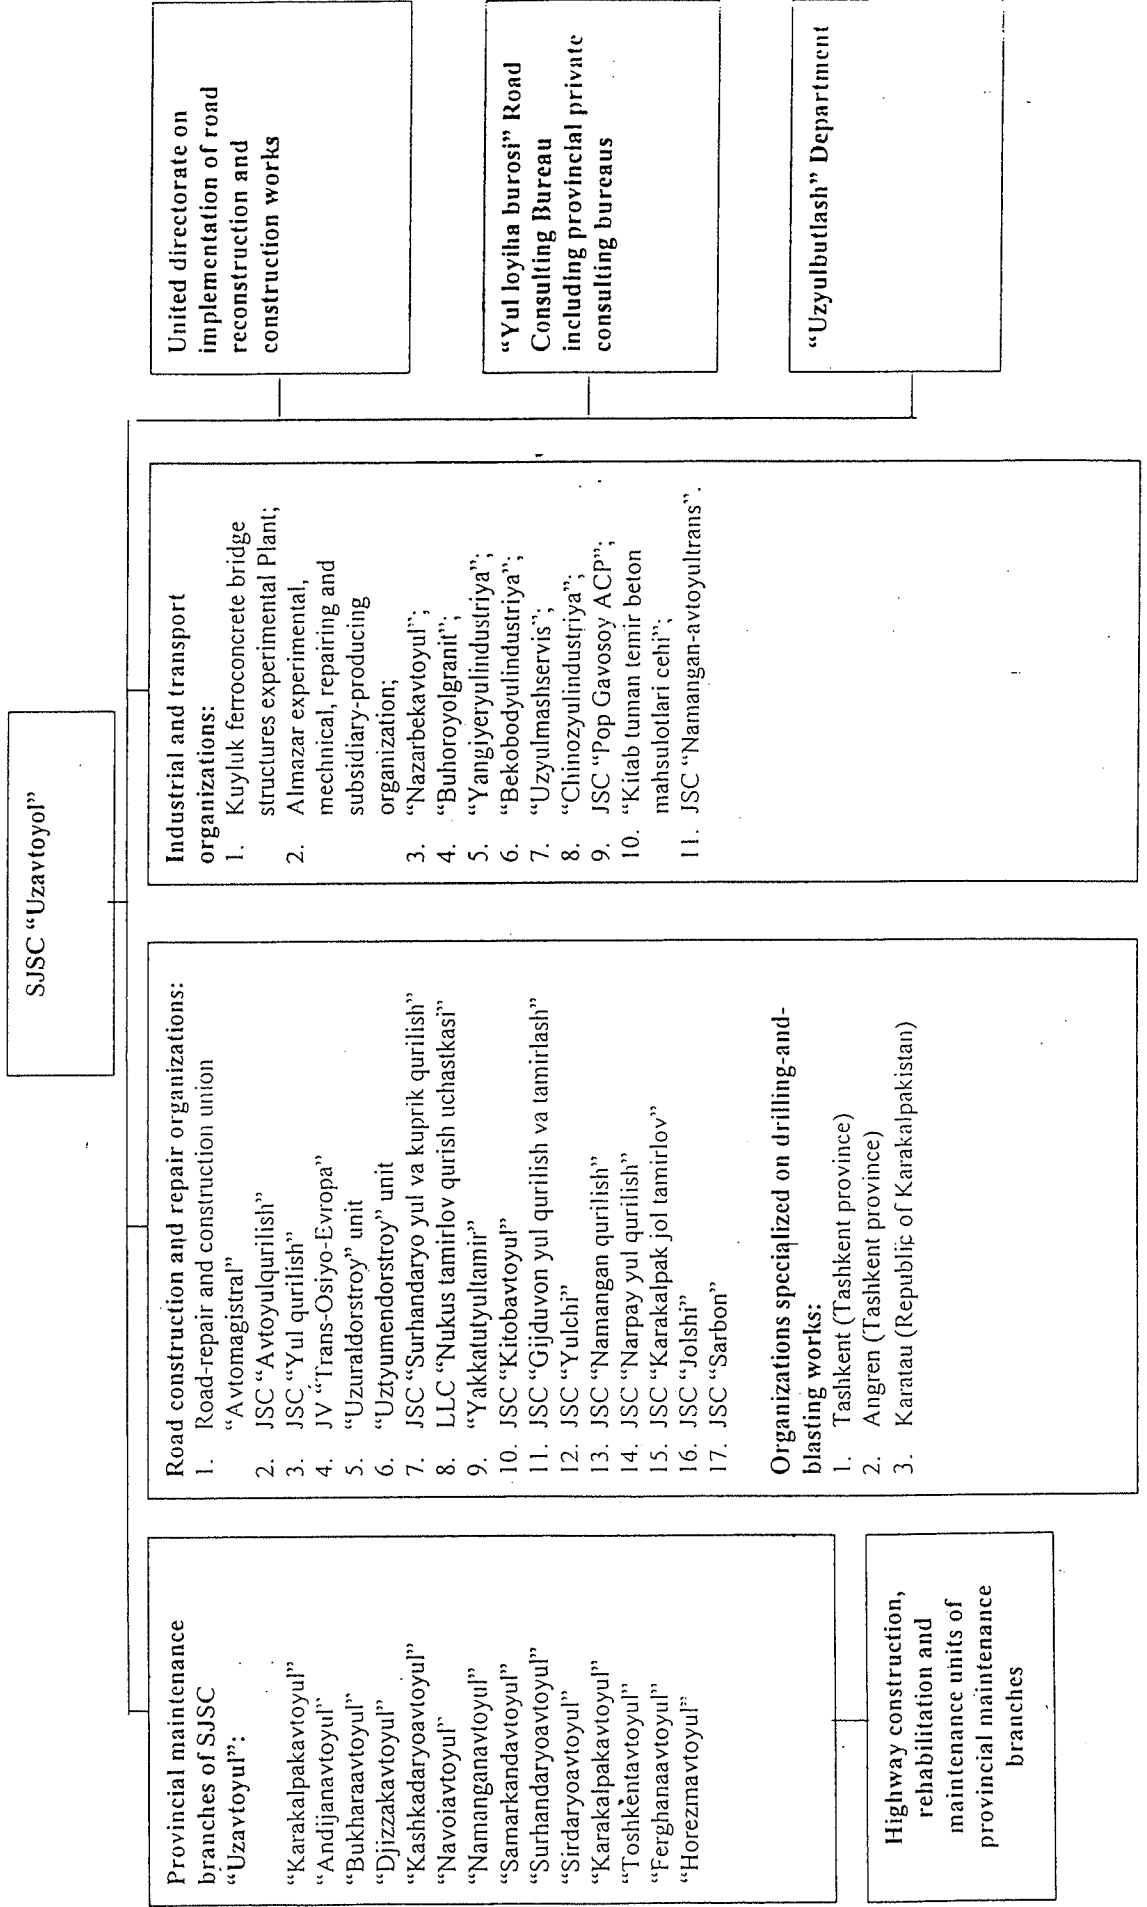 SJSC “Uzavtoyol”
Provincial maintenance
branches of SJSC
“Uzavtoyul”:
“Karakalpakavtoyul”
“Andijanavtoyul”
“Bukharaavtoyul”
“Djizzakavtoyul”
“Kashkadaryoavtoyul”
“Navoiavtoyul”
“Namanganavtoyul”
“Samarkandavtoyul”
“Surhandaryoavtoyul”
“Sirdaryoavtoyul”
“Karakalpakavtoyul”
“Toshkentavtoyul”
“Ferghanaavtoyul”
“Horezmavtoyul”
Highway construction,
rehabilitation and
maintenance units of
provincial maintenance
branches
Road construction and repair organizations:
1. Road-repair and construction union
“Avtomagistral”
2. JSC “Avtoyulqurilish”
3. JSC “Yul qurilish”
4. JV “Trans-Osiyo-Evropa”
5. “Uzuraldorstroy” unit
6. “Uztyumendorstroy” unit
7. JSC “Surhandaryo yul va kuprik qurilish”
8. LLC “Nukus tamirlov qurish uchastkasi”
9. “Yakkatutyultamir”
10. JSC “Kitobavtoyul”
11. JSC “Gijduvon yul qurilish va tamirlash”
12. JSC “Yulchi”
13. JSC “Namangan qurilish”
14. JSC “Narpay yul qurilish”
15. JSC “Karakalpak jol tamirlov”
16. JSC “Jolshi”
17. JSC “Sarbon”
Organizations specialized on drilling-and-
blasting works:
1. Tashkent (Tashkent province)
2. Angren (Tashkent province)
3. Karatau (Republic of Karakalpakistan)
Industrial and transport
organizations:
1. Kuyluk ferroconcrete bridge
structures experimental Plant;
2. Almazar experimental,
mechnical, repairing and
subsidiary-producing
organization;
3. “Nazarbekavtoyul”;
4. “Buhoroyolgranit”;
5. “Yangiyeryulindustriya”;
6. “Bekobodyulindustriya”;
7. “Uzyulmashservis”;
8. “Chinozyulindustriya”;
9. JSC “Pop Gavosoy ACP”;
10. “Kitab tuman temir beton
mahsulotlari cehi”;
11. JSC “Namangan-avtoyultrans”.
United directorate on
implementation of road
reconstruction and
construction works
“Yul loyiha burosi” Road
Consulting Bureau
including provincial private
consulting bureaus
“Uzyulbutlash” Department